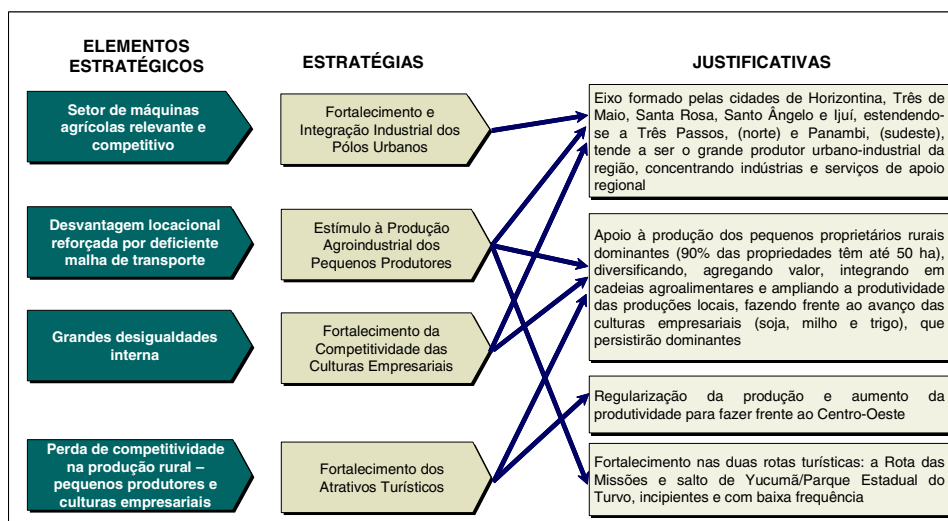 ELEMENTOS
ESTRATÉGICOS
Setor de máquinas
agrícolas relevante e
competitivo
Desvantagem locacional
reforçada por deficiente
malha de transporte
Grandes desigualdades
interna
Perda de competitividade
na produção rural –
pequenos produtores e
culturas empresariais
ESTRATÉGIAS
Fortalecimento e
Integração Industrial dos
Pólos Urbanos
Estímulo à Produção
Agroindustrial dos
Pequenos Produtores
Fortalecimento da
Competitividade das
Culturas Empresariais
Fortalecimento dos
Atrativos Turísticos
JUSTIFICATIVAS
Eixo formado pelas cidades de Horizontina, Três de
Maio, Santa Rosa, Santo Ângelo e Ijuí, estendendo-
se a Três Passos, (norte) e Panambi, (sudeste),
tende a ser o grande produtor urbano-industrial da
região, concentrando indústrias e serviços de apoio
regional
Apoio à produção dos pequenos proprietários rurais
dominantes (90% das propriedades têm até 50 ha),
diversificando, agregando valor, integrando em
cadeias agroalimentares e ampliando a produtividade
das produções locais, fazendo frente ao avanço das
culturas empresariais (soja, milho e trigo), que
persistirão dominantes
Regularização da produção e aumento da
produtividade para fazer frente ao Centro-Oeste
Fortalecimento nas duas rotas turísticas: a Rota das
Missões e salto de Yucumã/Parque Estadual do
Turvo, incipientes e com baixa frequência